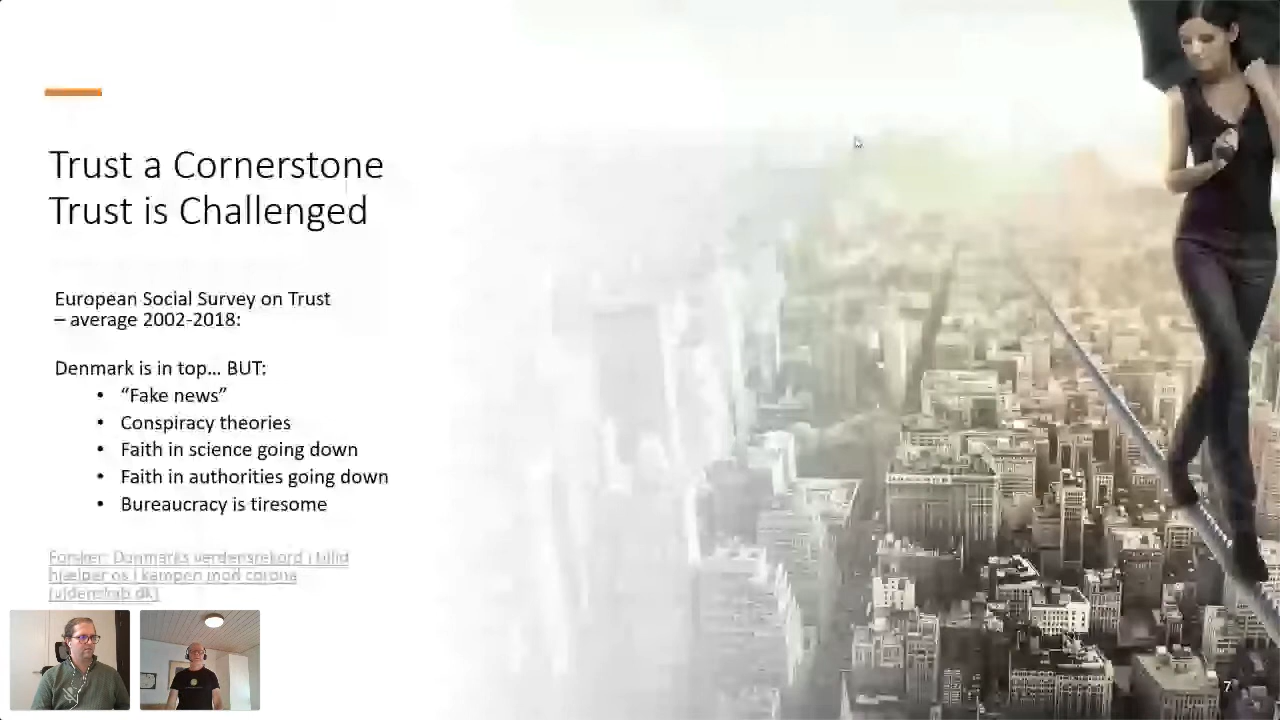 Trust a Cornerstone
Trust is Challenged
European Social Survey on Trust
– average 2002-2018:
Denmark is in top... BUT:
• “Fake news”
• Conspiracy theories
• Faith in science going down
• Faith in authorities going down
• Bureaucracy is tiresome
Forsker: Danmarks verdensrekord i tillid
hjælper os i kampen mod corona
(videnskab.dk)
7